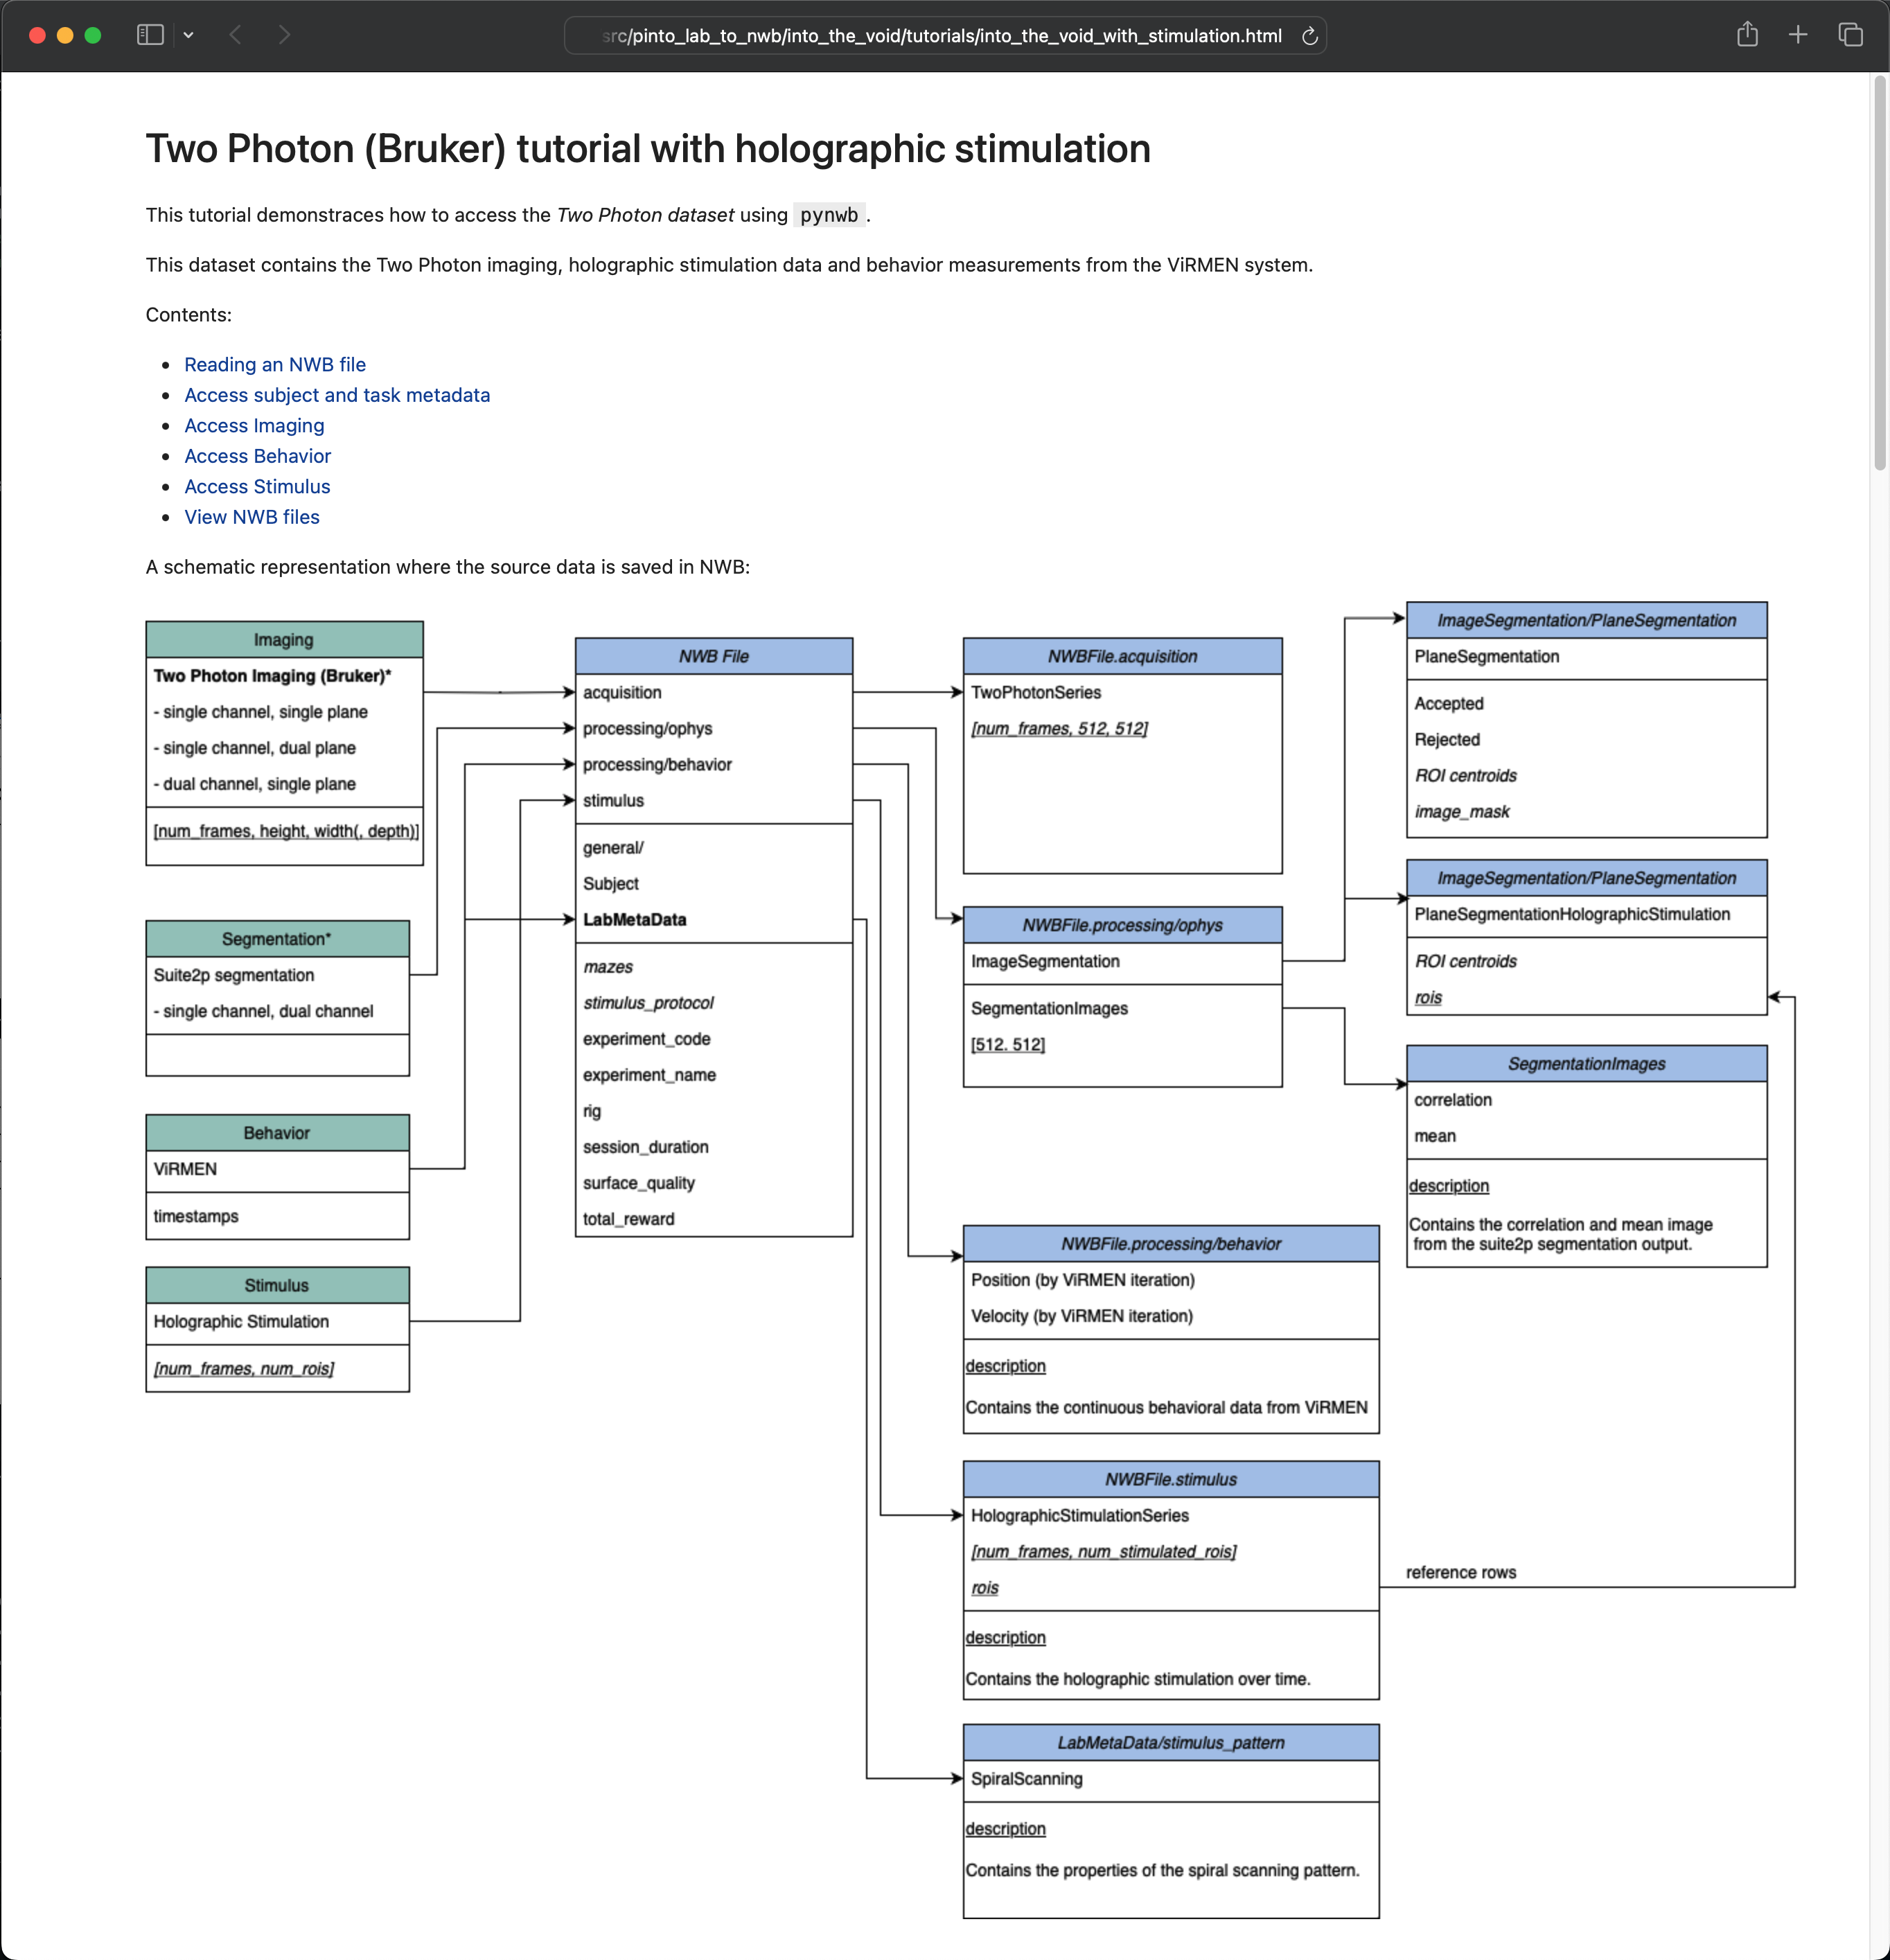 src/pinto_lab_to_nwb/into_the_void/tutorials/into_the_void_with_stimulation.html
Two Photon (Bruker) tutorial with holographic stimulation
This tutorial demonstraces how to access the Two Photon dataset using pynwb .
This dataset contains the Two Photon imaging, holographic stimulation data and behavior measurements from the ViRMEN system.
Contents:
• Reading an NWB file
• Access subject and task metadata
• Access Imaging
• Access Behavior
• Access Stimulus
• View NWB files
A schematic representation where the source data is saved in NWB:
Imaging
Two Photon Imaging (Bruker)*
- single channel, single plane
- single channel, dual plane
- dual channel, single plane
[num_frames, height, width(, depth)]
Segmentation*
Suite2p segmentation
- single channel, dual channel
Behavior
ViRMEN
timestamps
Stimulus
Holographic Stimulation
[num_frames, num_rois]
NWB File
acquisition
processing/ophys
processing/behavior
stimulus
general/
Subject
LabMetaData
mazes
stimulus_protocol
experiment_code
experiment_name
rig
session_duration
surface_quality
total_reward
NWBFile.acquisition
TwoPhotonSeries
[num_frames, 512, 512]
NWBFile.processing/ophys
ImageSegmentation
SegmentationImages
[512. 512]
NWBFile.processing/behavior
Position (by ViRMEN iteration)
Velocity (by ViRMEN iteration)
description
Contains the continuous behavioral data from ViRMEN
NWBFile.stimulus
HolographicStimulationSeries
[num_frames, num_stimulated_rois]
rois
description
Contains the holographic stimulation over time.
LabMetaData/stimulus_pattern
SpiralScanning
description
Contains the properties of the spiral scanning pattern.
ImageSegmentation/PlaneSegmentation
PlaneSegmentation
Accepted
Rejected
ROI centroids
image_mask
ImageSegmentation/PlaneSegmentation
PlaneSegmentationHolographicStimulation
ROI centroids
rois
SegmentationImages
correlation
mean
description
Contains the correlation and mean image
from the suite2p segmentation output.
reference rows